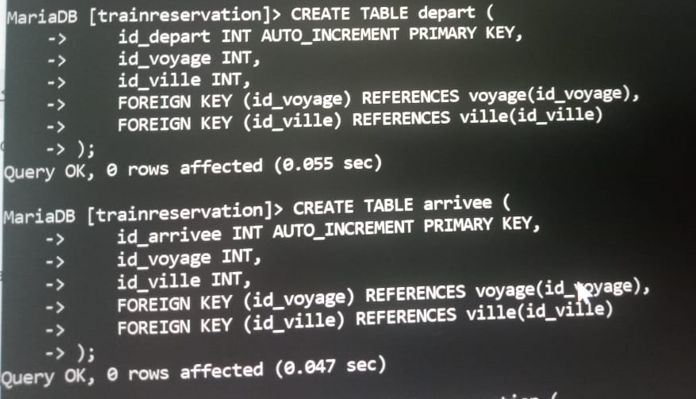 MariaDB [trainreservation]> CREATE TABLE depart (
-> id_depart INT AUTO_INCREMENT PRIMARY KEY,
-> id_voyage INT,
-> id_ville INT,
-> FOREIGN KEY (id_voyage) REFERENCES voyage(id_voyage),
-> FOREIGN KEY (id_ville) REFERENCES ville(id_ville)
-> );
Query OK, 0 rows affected (0.055 sec)
MariaDB [trainreservation]> CREATE TABLE arrivee (
-> id_arrivee INT AUTO_INCREMENT PRIMARY KEY,
-> id_voyage INT,
-> id_ville INT,
-> FOREIGN KEY (id_voyage) REFERENCES voyage(id_voyage),
-> FOREIGN KEY (id_ville) REFERENCES ville(id_ville)
-> );
Query OK, 0 rows affected (0.047 sec)